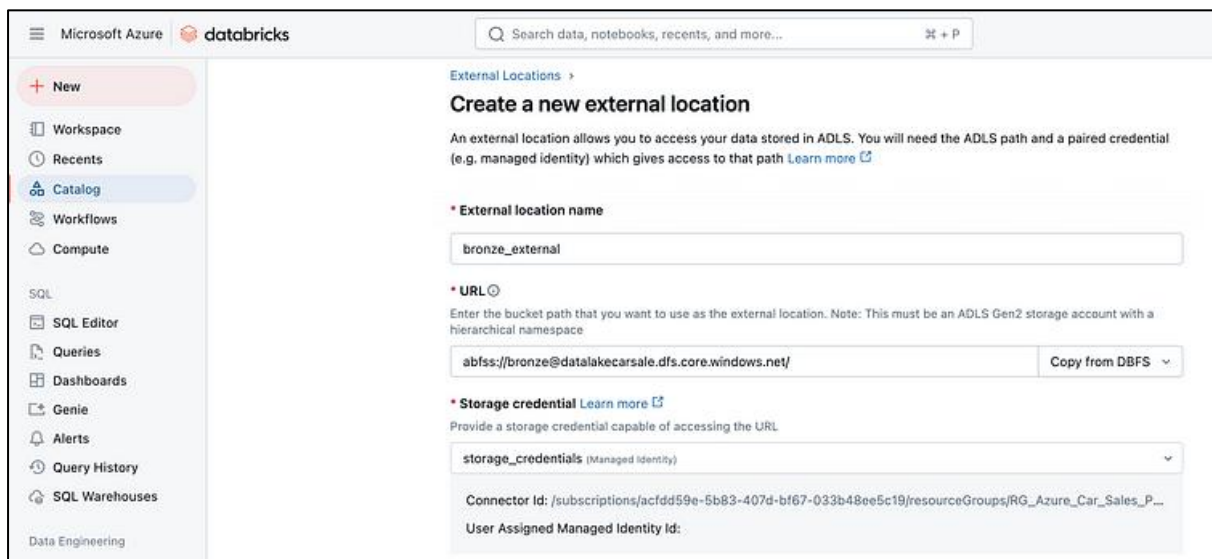 Microsoft Azure databricks
Search data, notebooks, recents, and more... ⌘ + P
+ New
Workspace
Recents
Catalog
Workflows
Compute
SQL
SQL Editor
Queries
Dashboards
Genie
Alerts
Query History
SQL Warehouses
Data Engineering
External Locations ›
Create a new external location
An external location allows you to access your data stored in ADLS. You will need the ADLS path and a paired credential
(e.g. managed identity) which gives access to that path Learn more
* External location name
bronze_external
* URL
Enter the bucket path that you want to use as the external location. Note: This must be an ADLS Gen2 storage account with a
hierarchical namespace
abfss://bronze@datalakecarsale.dfs.core.windows.net/ Copy from DBFS
* Storage credential Learn more
Provide a storage credential capable of accessing the URL
storage_credentials (Managed Identity)
Connector Id: /subscriptions/acfdd59e-5b83-407d-bf67-033b48ee5c19/resourceGroups/RG_Azure_Car_Sales_P...
User Assigned Managed Identity Id: